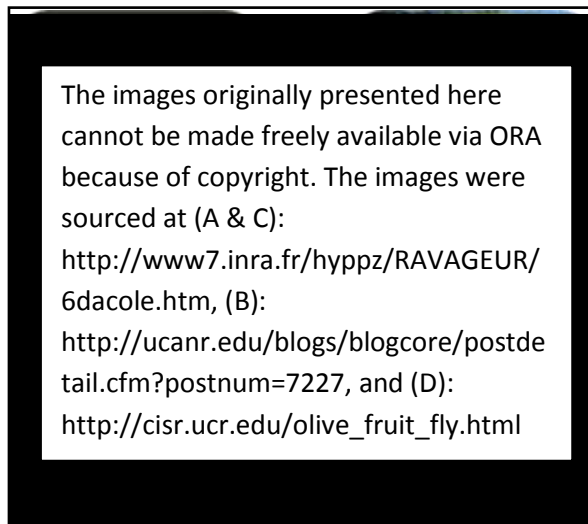 The images originally presented here
cannot be made freely available via ORA
because of copyright. The images were
sourced at (A & C):
http://www7.inra.fr/hyppz/RAVAGEUR/
6dacole.htm, (B):
http://ucanr.edu/blogs/blogcore/postde
tail.cfm?postnum=7227, and (D):
http://cisr.ucr.edu/olive_fruit_fly.html